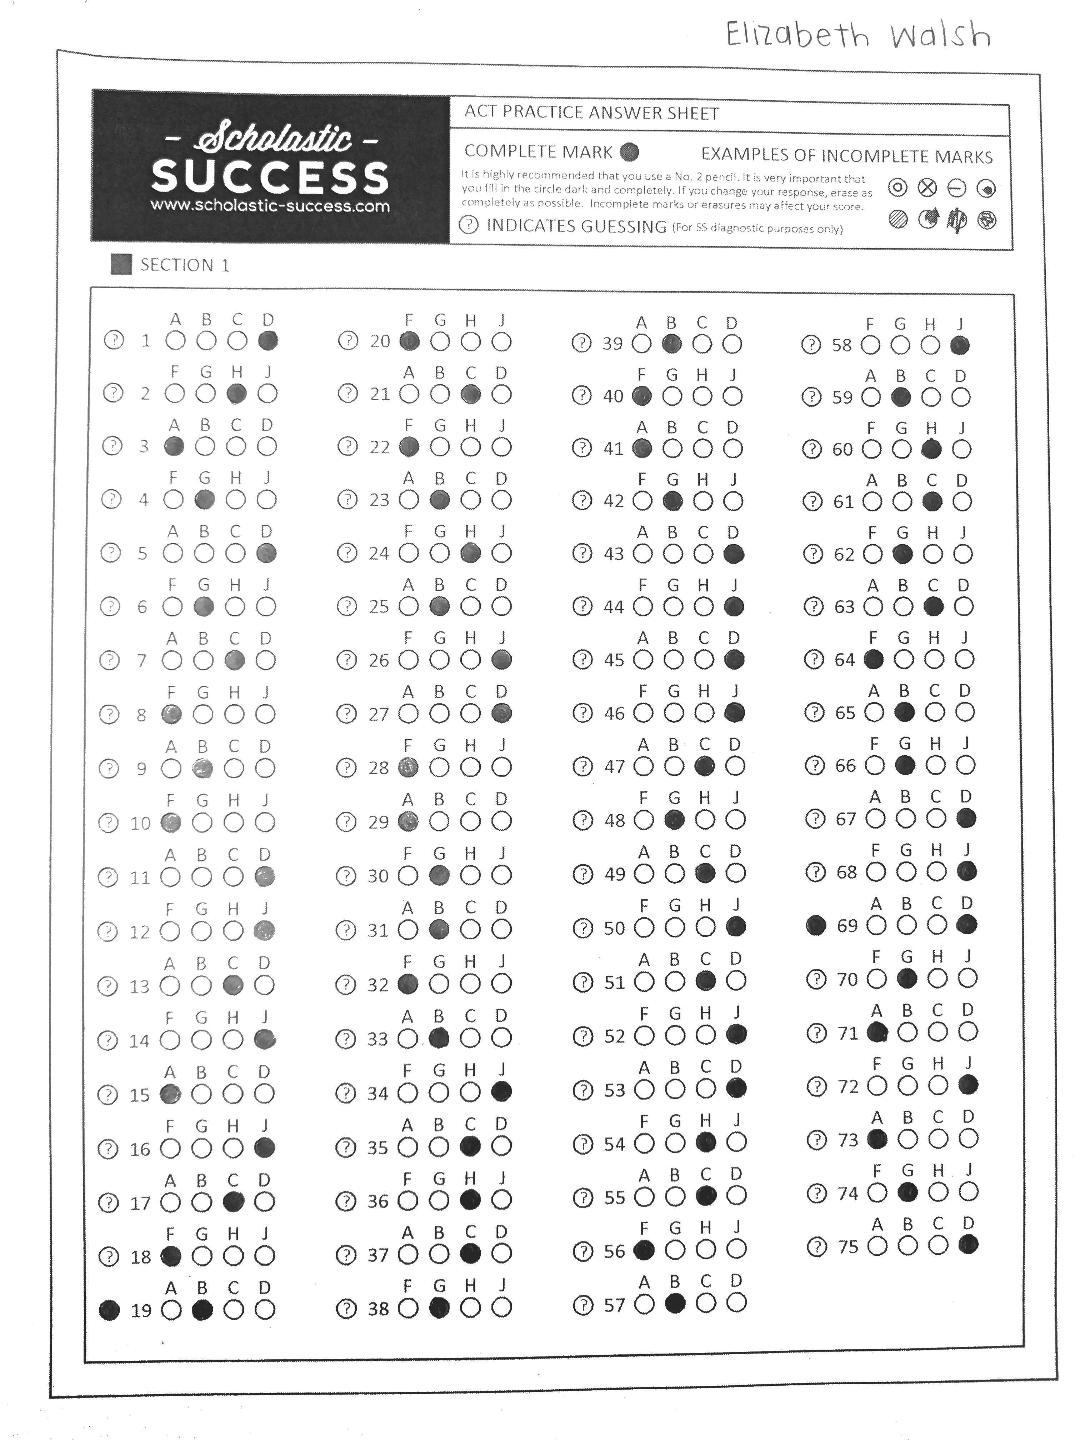 Elizabeth Walsh
- Scholastic -
SUCCESS
www.scholastic-success.com
ACT PRACTICE ANSWER SHEET
COMPLETE MARK EXAMPLES OF INCOMPLETE MARKS
It is highly recommended that you use a No. 2 pencil. It is very important that
you fill in the circle dark and completely. If you change your response, erase as
completely as possible. Incomplete marks or erasures may affect your score.
? INDICATES GUESSING (For SS diagnostic purposes only)
SECTION 1
A B C D
? 1
F G H J
? 2
A B C D
? 3
F G H J
? 4
A B C D
? 5
F G H J
? 6
A B C D
? 7
F G H J
? 8
A B C D
? 9
F G H J
? 10
A B C D
? 11
F G H J
? 12
A B C D
? 13
F G H J
? 14
A B C D
? 15
F G H J
? 16
A B C D
? 17
F G H J
? 18
A B C D
19
F G H J
? 20
A B C D
? 21
F G H J
? 22
A B C D
? 23
F G H J
? 24
A B C D
? 25
F G H J
? 26
A B C D
? 27
F G H J
? 28
A B C D
? 29
F G H J
? 30
A B C D
? 31
F G H J
? 32
A B C D
? 33
F G H J
? 34
A B C D
? 35
F G H J
? 36
A B C D
? 37
F G H J
? 38
A B C D
? 39
F G H J
? 40
A B C D
? 41
F G H J
? 42
A B C D
? 43
F G H J
? 44
A B C D
? 45
F G H J
? 46
A B C D
? 47
F G H J
? 48
A B C D
? 49
F G H J
? 50
A B C D
? 51
F G H J
? 52
A B C D
? 53
F G H J
? 54
A B C D
? 55
F G H J
? 56
A B C D
? 57
F G H J
? 58
A B C D
? 59
F G H J
? 60
A B C D
? 61
F G H J
? 62
A B C D
? 63
F G H J
? 64
A B C D
? 65
F G H J
? 66
A B C D
? 67
F G H J
? 68
A B C D
69
F G H J
? 70
A B C D
? 71
F G H J
? 72
A B C D
? 73
F G H J
? 74
A B C D
? 75